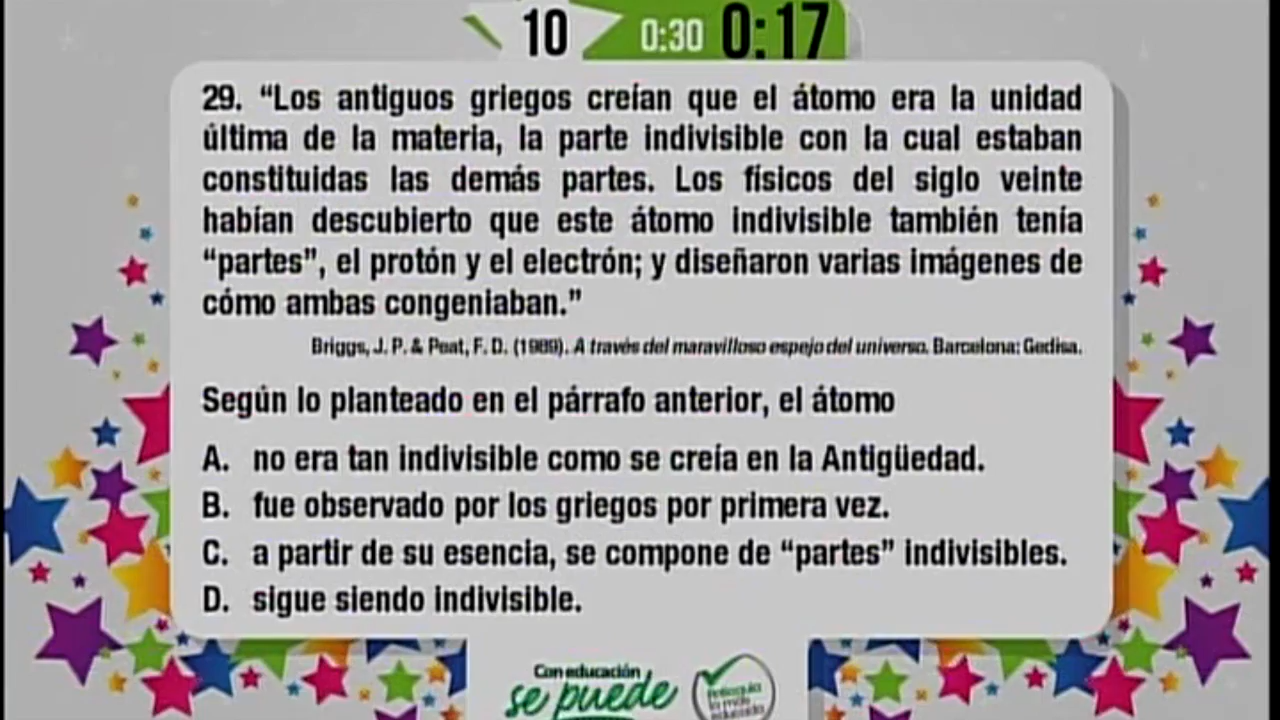 10 0:30 0:17
29. “Los antiguos griegos creían que el átomo era la unidad
última de la materia, la parte indivisible con la cual estaban
constituidas las demás partes. Los físicos del siglo veinte
habían descubierto que este átomo indivisible también tenía
“partes”, el protón y el electrón; y diseñaron varias imágenes de
cómo ambas congeniaban.”
Briggs, J. P. & Peat, F. D. (1989). A través del maravilloso espejo del universo. Barcelona: Gedisa.
Según lo planteado en el párrafo anterior, el átomo
A. no era tan indivisible como se creía en la Antigüedad.
B. fue observado por los griegos por primera vez.
C. a partir de su esencia, se compone de “partes” indivisibles.
D. sigue siendo indivisible.
Con educación
se puede
Antioquia
la más
educada